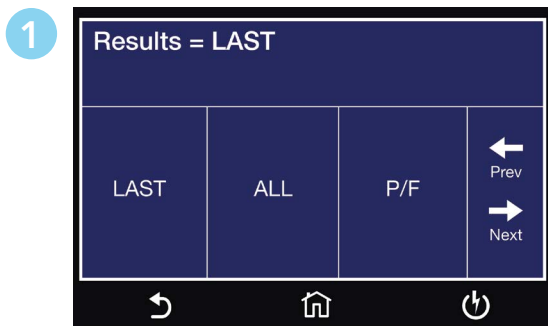 1
Results = LAST
LAST
ALL
P/F
Prev
Next